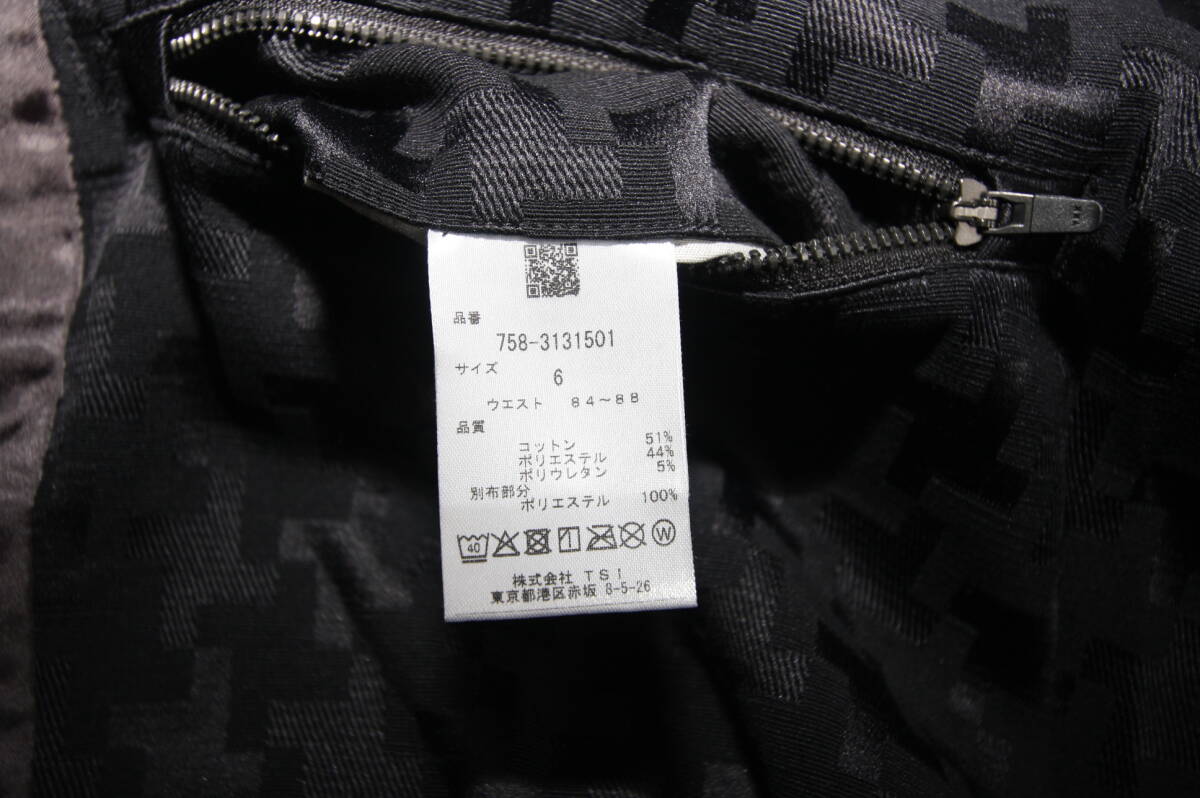 品番
758-3131501
サイズ
6
ウエスト 84～88
品質
コットン 51%
ポリエステル 44%
ポリウレタン 5%
別布部分
ポリエステル 100%
40 W
株式会社 TSI
東京都港区赤坂 8-5-26